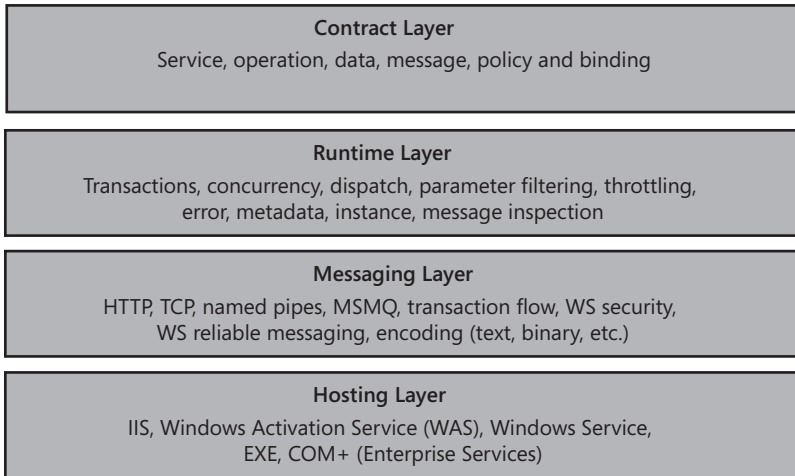 Contract Layer
Service, operation, data, message, policy and binding
Runtime Layer
Transactions, concurrency, dispatch, parameter filtering, throttling,
error, metadata, instance, message inspection
Messaging Layer
HTTP, TCP, named pipes, MSMQ, transaction flow, WS security,
WS reliable messaging, encoding (text, binary, etc.)
Hosting Layer
IIS, Windows Activation Service (WAS), Windows Service,
EXE, COM+ (Enterprise Services)